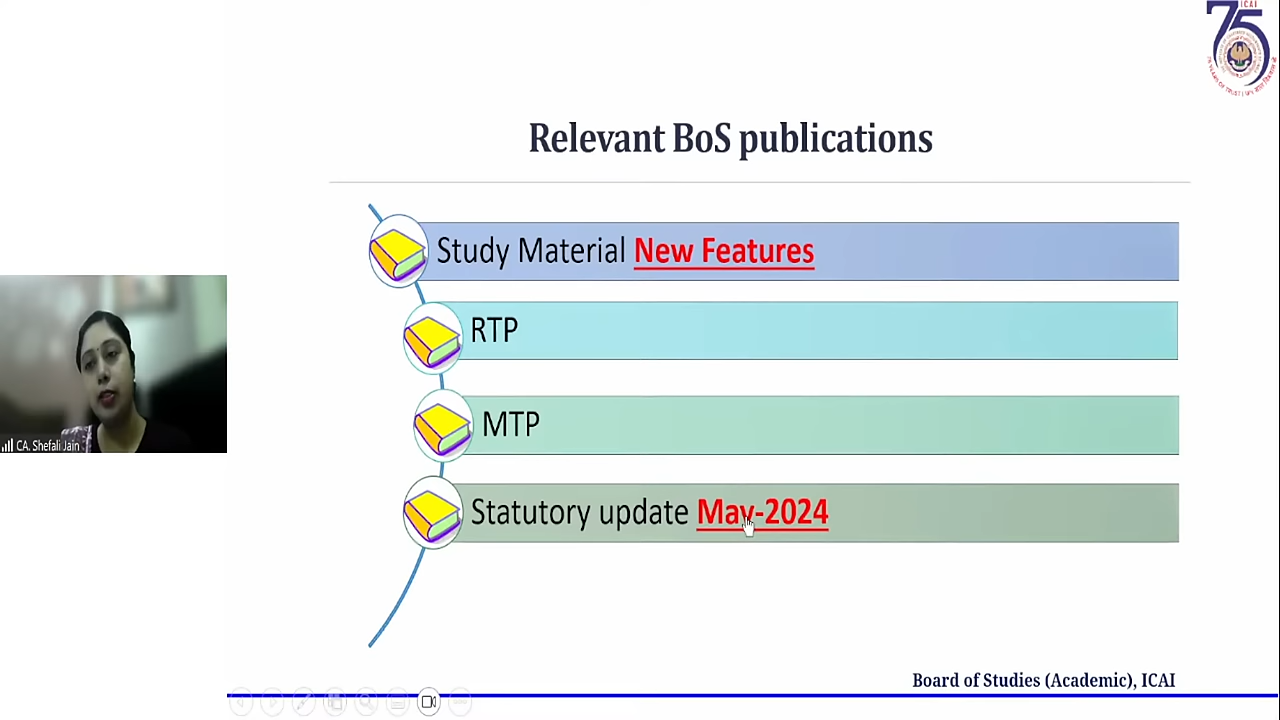 ICAI
75
Relevant BoS publications
Study Material New Features
RTP
MTP
CA. Shefali Jain
Statutory update May-2024
Board of Studies (Academic), ICAI